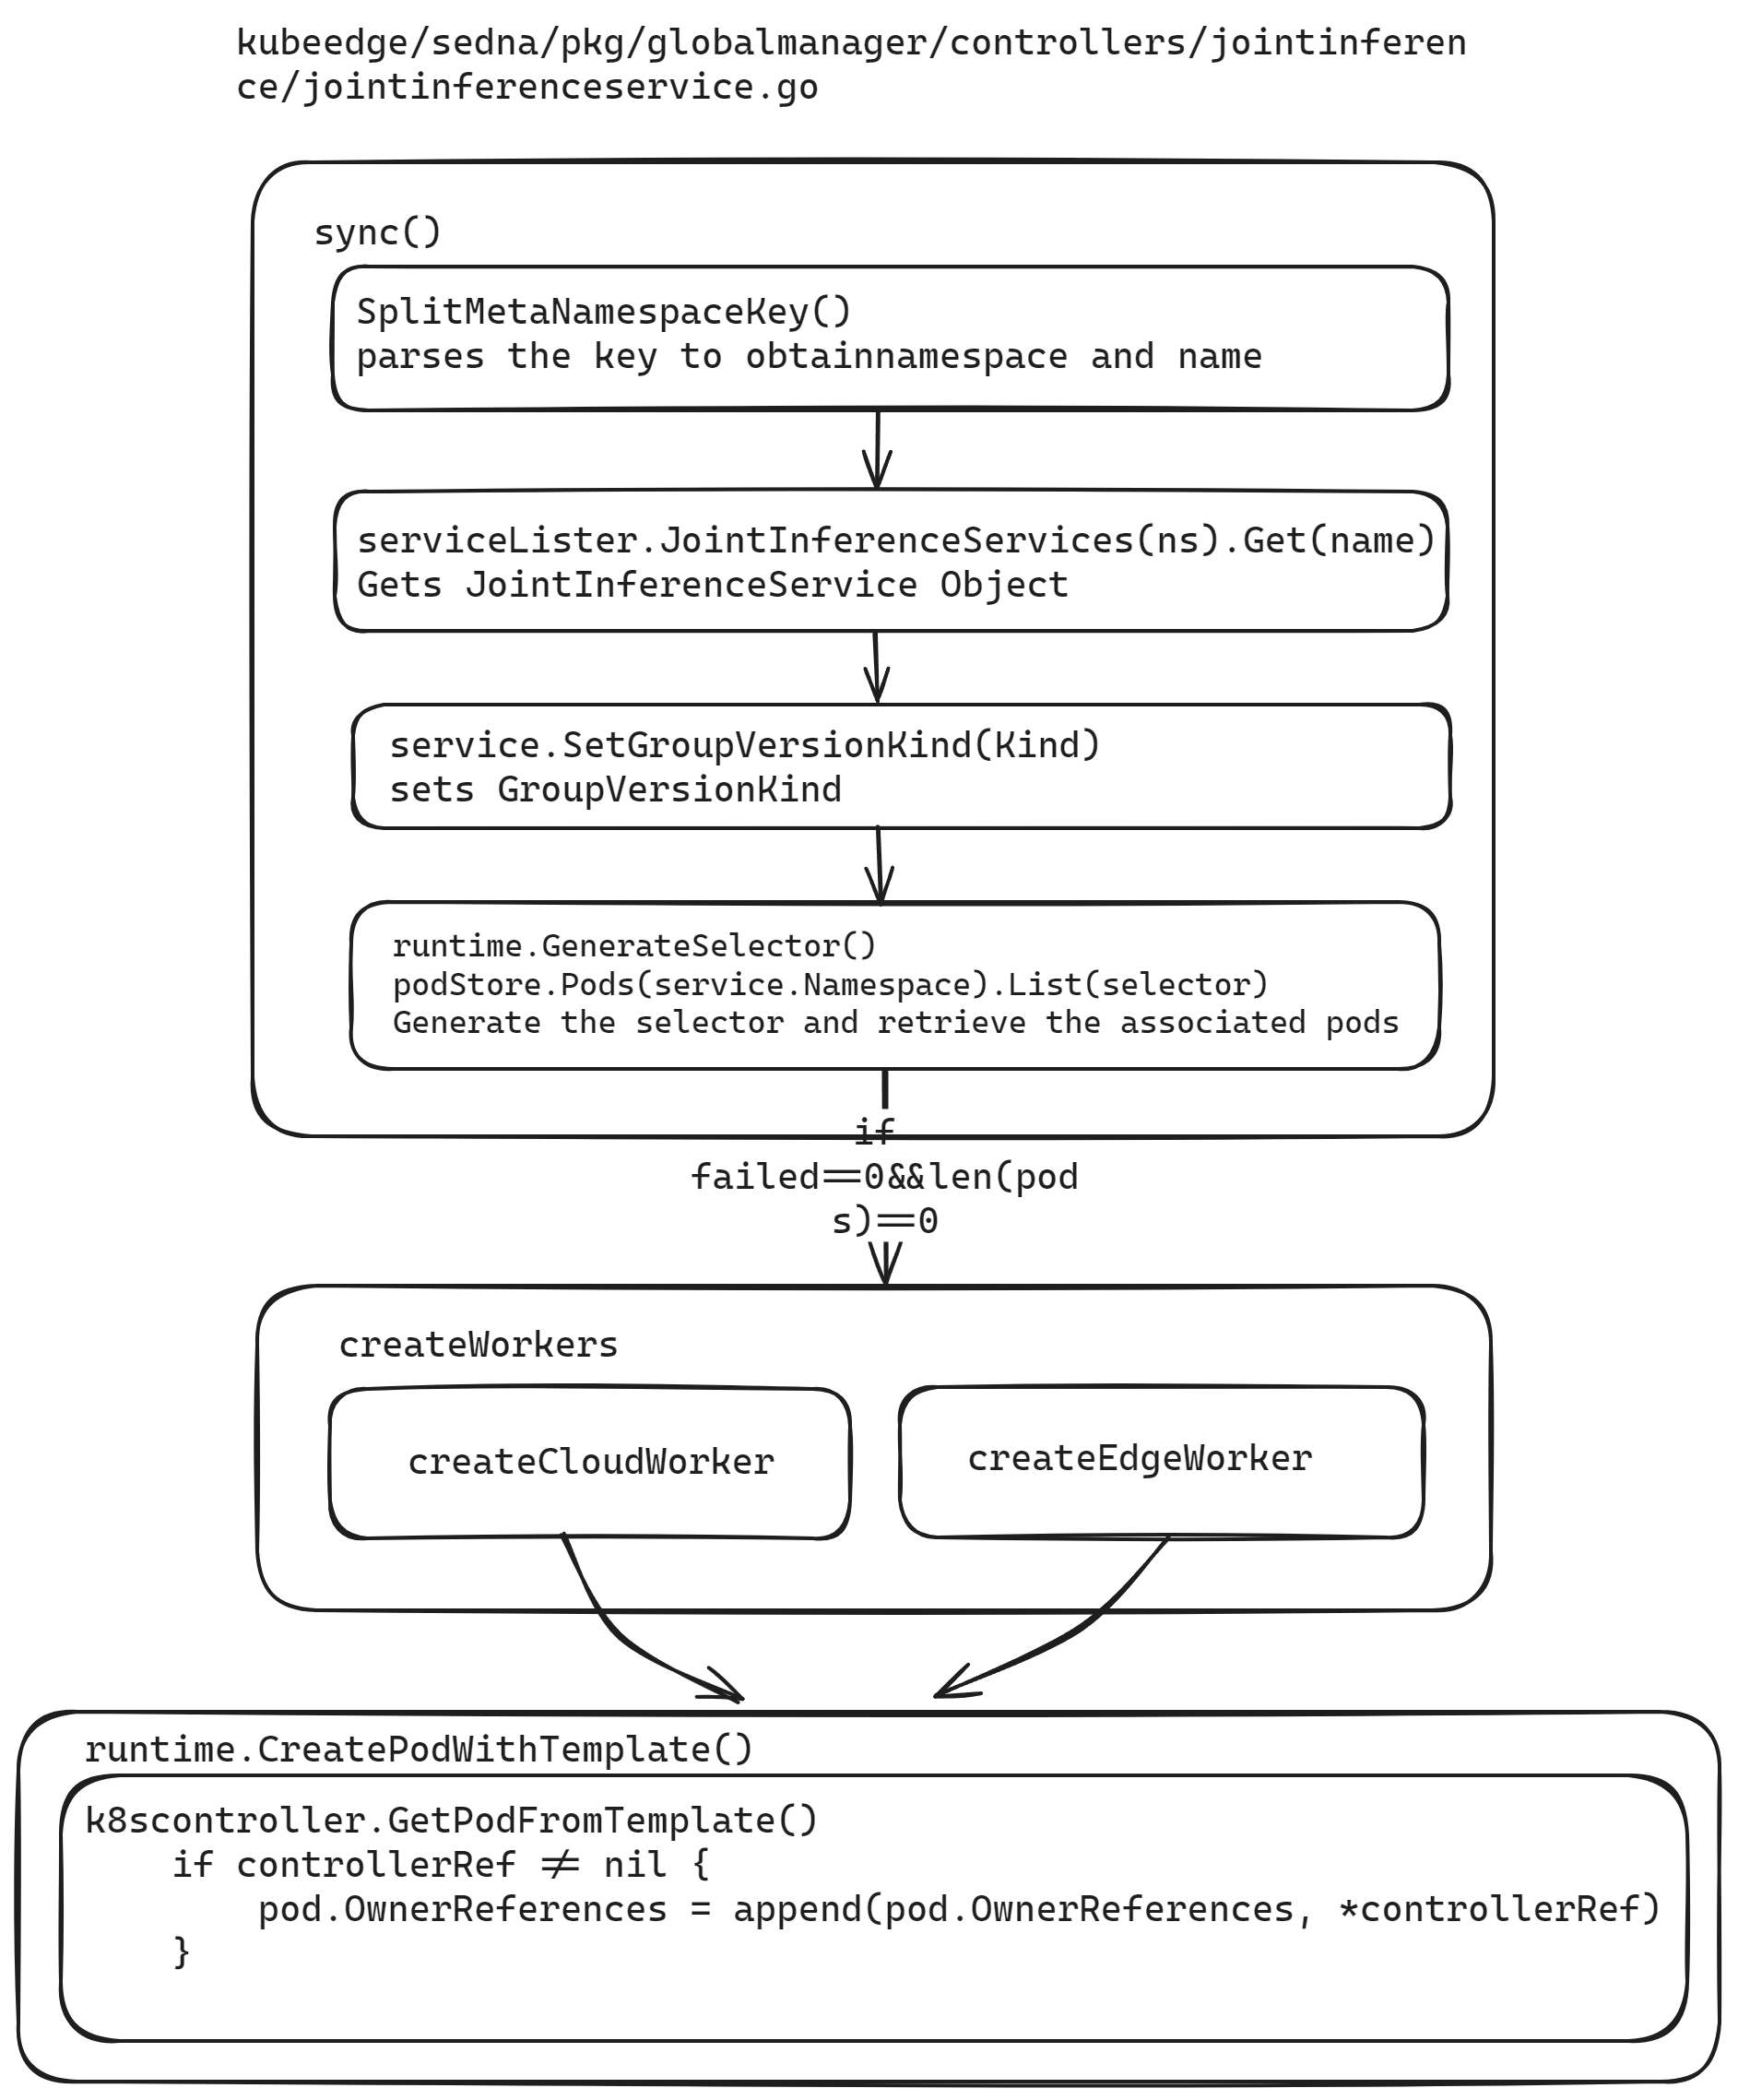 kubeedge/sedna/pkg/globalmanager/controllers/jointinferen
ce/jointinferenceservice.go
sync()
SplitMetaNamespaceKey()
parses the key to obtainnamespace and name
serviceLister.JointInferenceServices(ns).Get(name)
Gets JointInferenceService Object
service.SetGroupVersionKind(Kind)
sets GroupVersionKind
runtime.GenerateSelector()
podStore.Pods(service.Namespace).List(selector)
Generate the selector and retrieve the associated pods
if
failed==0&&len(pod
s)==0
createWorkers
createCloudWorker
createEdgeWorker
runtime.CreatePodWithTemplate()
k8scontroller.GetPodFromTemplate()
if controllerRef != nil {
pod.OwnerReferences = append(pod.OwnerReferences, *controllerRef)
}